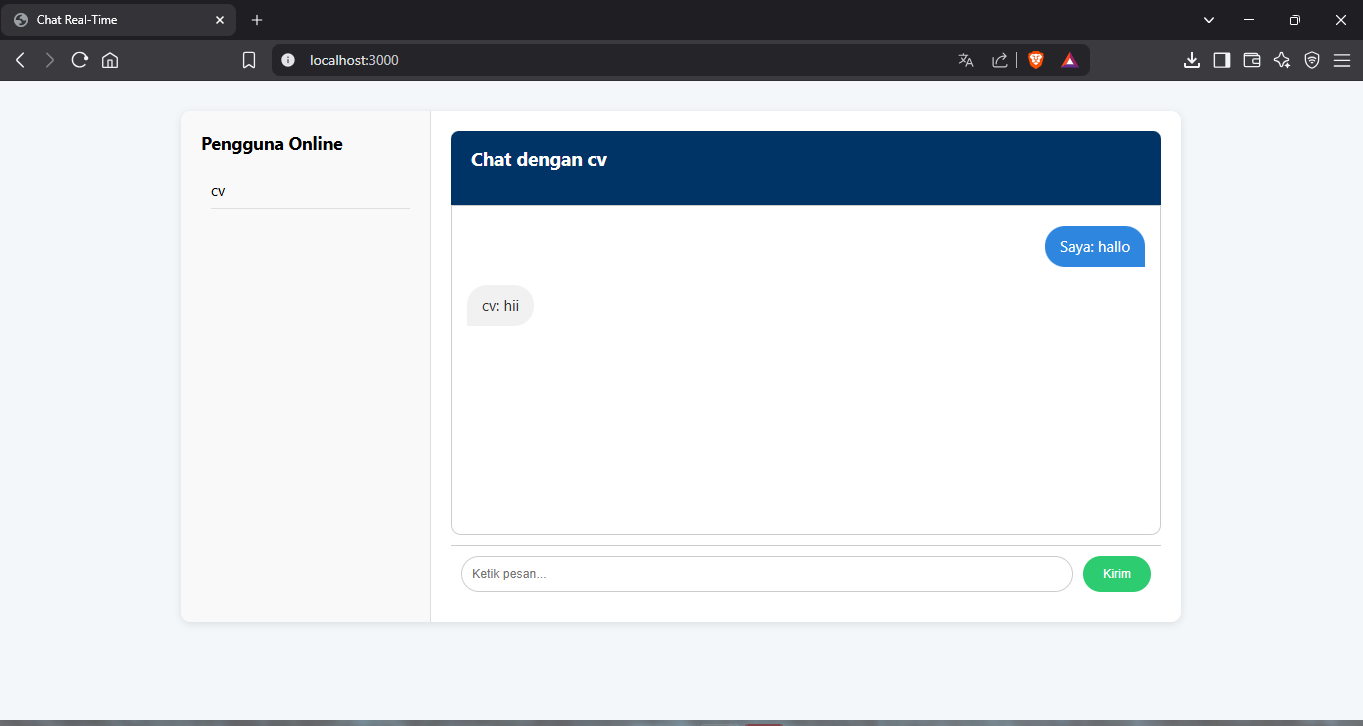 Chat Real-Time
localhost:3000
Pengguna Online
cv
Chat dengan cv
Saya: hallo
cv: hii
Ketik pesan...
Kirim